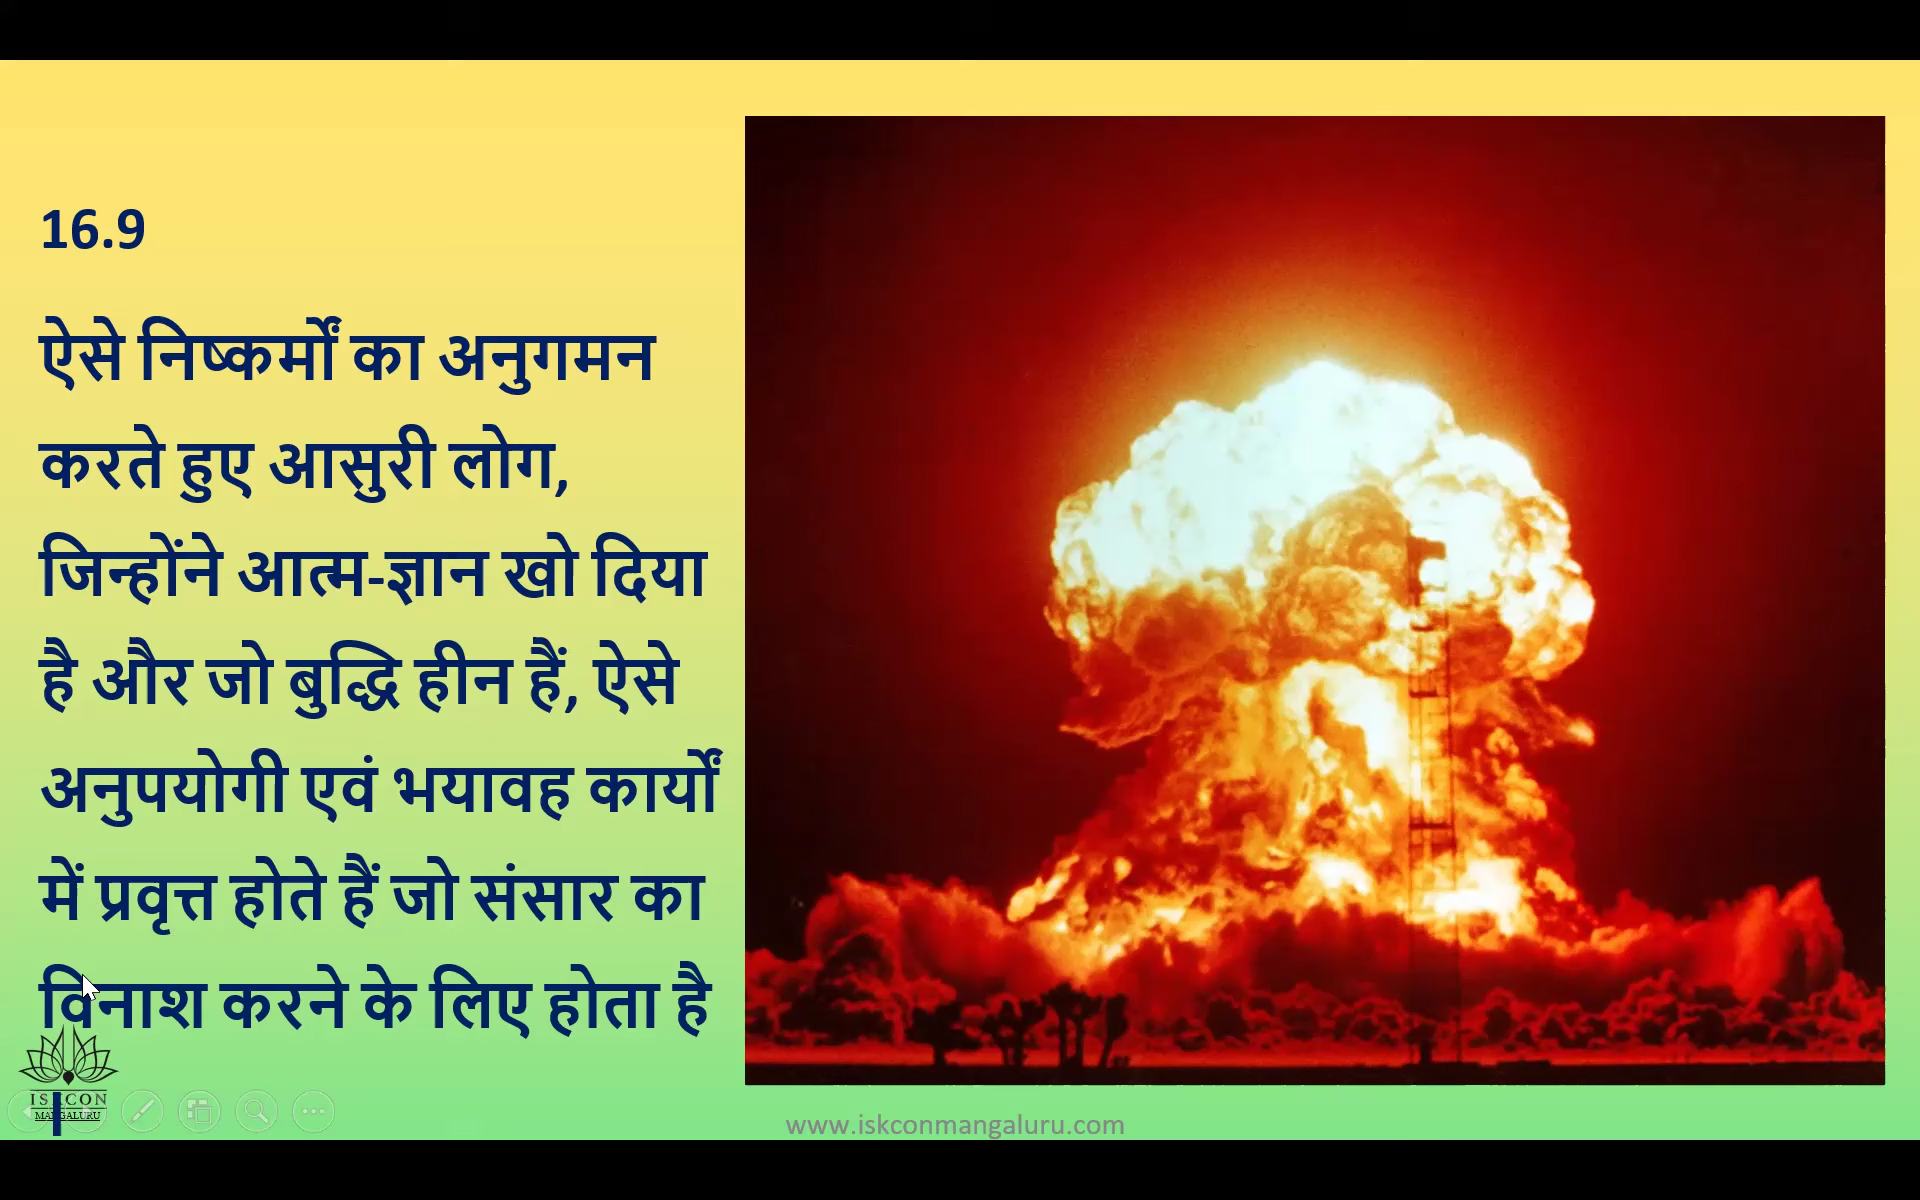 16.9
ऐसे निष्कर्मों का अनुगमन
करते हुए आसुरी लोग,
जिन्होंने आत्म-ज्ञान खो दिया
है और जो बुद्धि हीन हैं, ऐसे
अनुपयोगी एवं भयावह कार्यों
में प्रवृत्त होते हैं जो संसार का
विनाश करने के लिए होता है
ISKCON
MANGALURU
www.iskconmangaluru.com